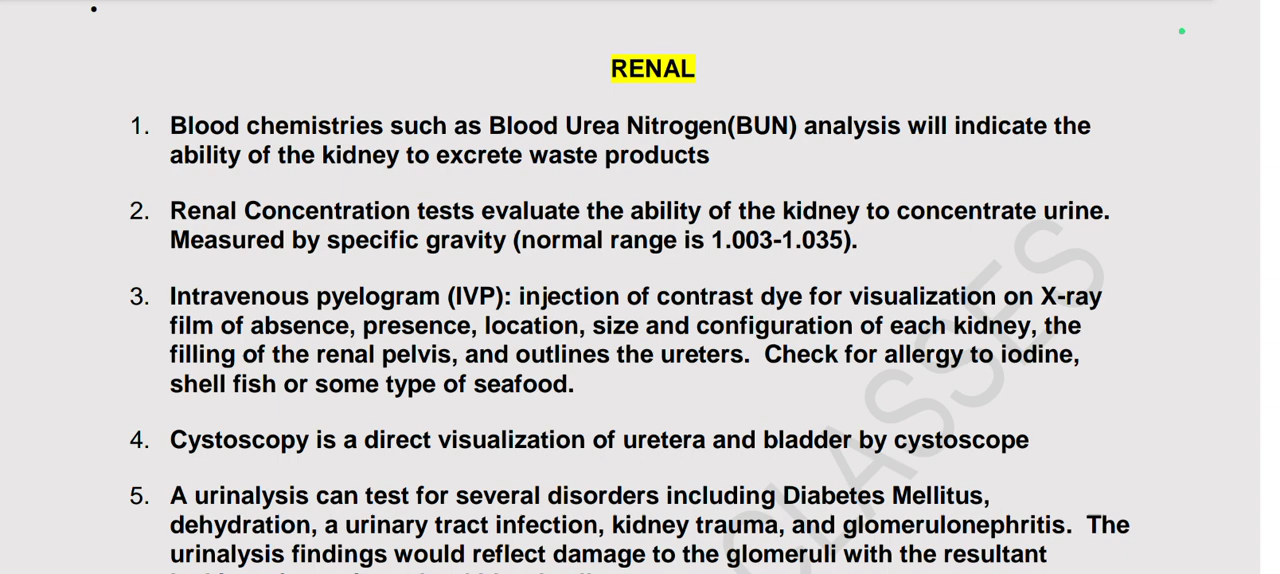 RENAL
1. Blood chemistries such as Blood Urea Nitrogen(BUN) analysis will indicate the
ability of the kidney to excrete waste products
2. Renal Concentration tests evaluate the ability of the kidney to concentrate urine.
Measured by specific gravity (normal range is 1.003-1.035).
3. Intravenous pyelogram (IVP): injection of contrast dye for visualization on X-ray
film of absence, presence, location, size and configuration of each kidney, the
filling of the renal pelvis, and outlines the ureters. Check for allergy to iodine,
shell fish or some type of seafood.
4. Cystoscopy is a direct visualization of uretera and bladder by cystoscope
5. A urinalysis can test for several disorders including Diabetes Mellitus,
dehydration, a urinary tract infection, kidney trauma, and glomerulonephritis. The
urinalysis findings would reflect damage to the glomeruli with the resultant
CLASSES